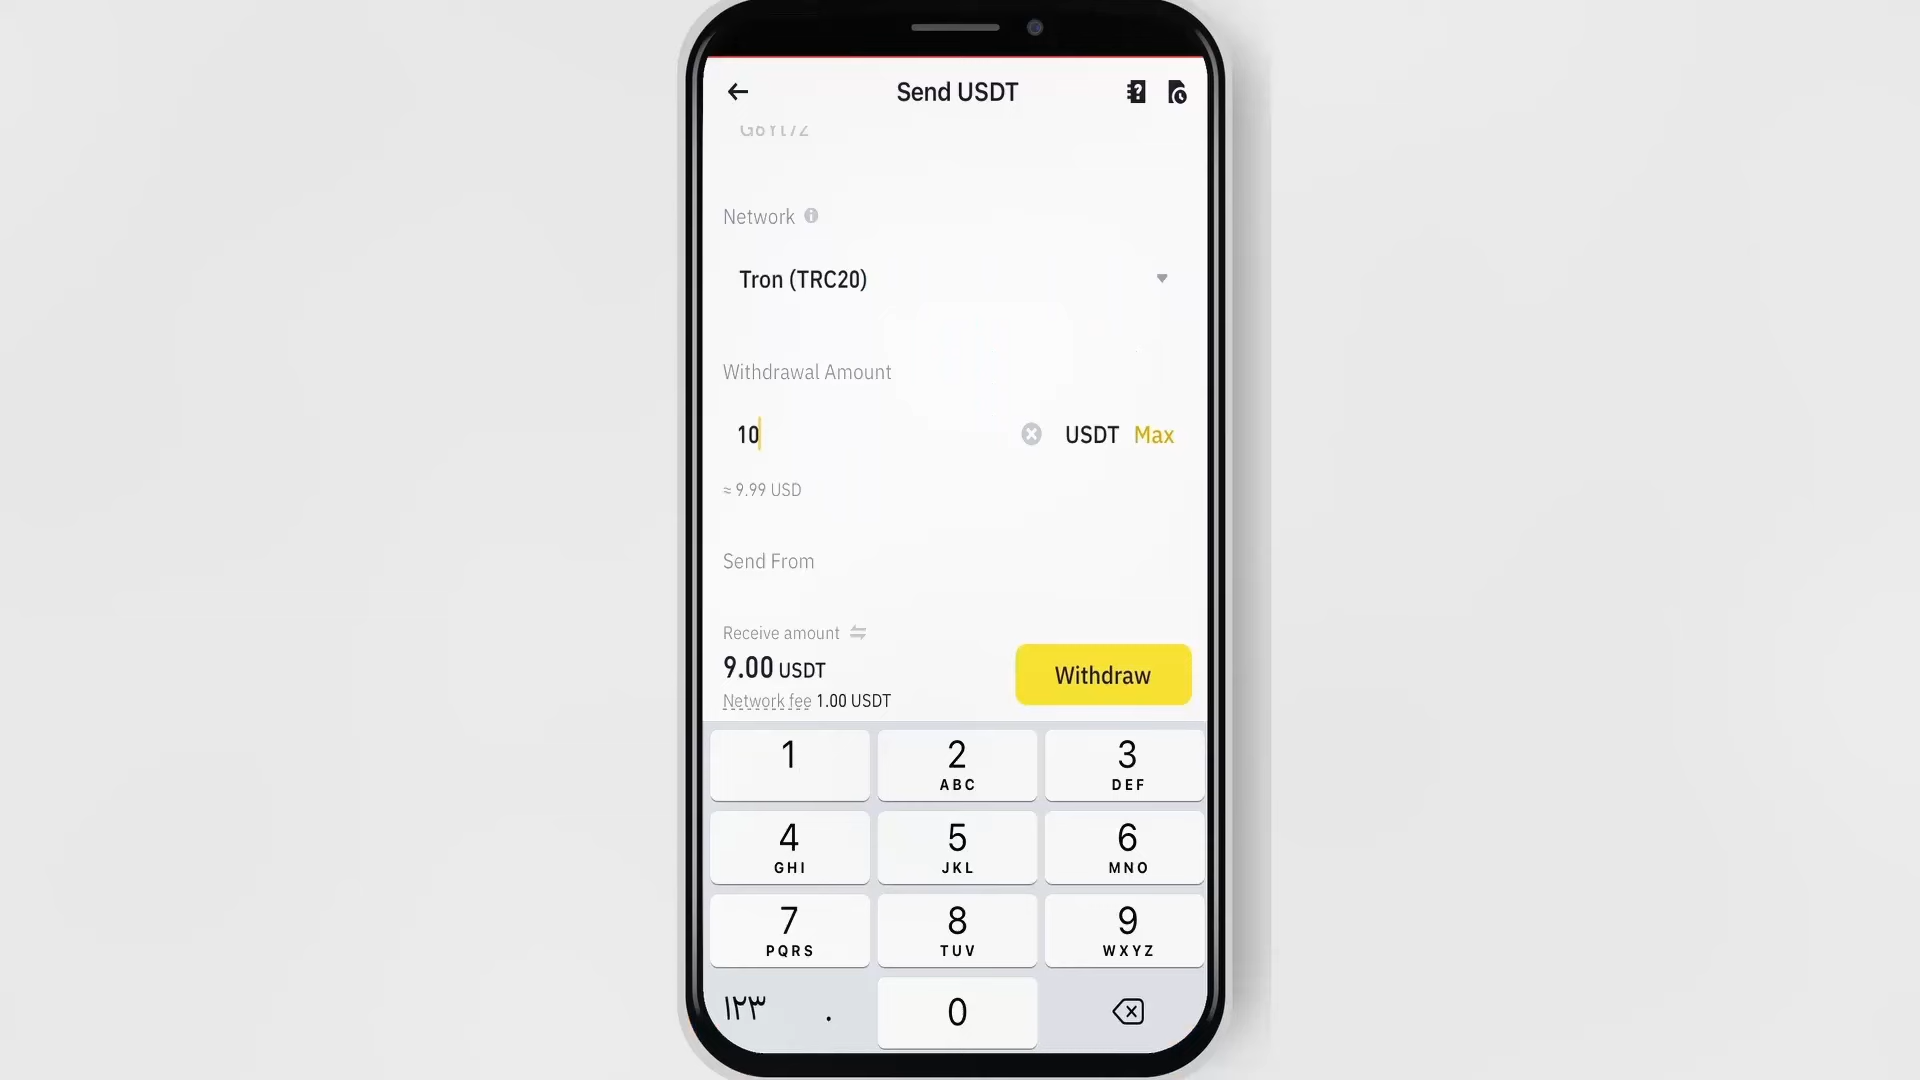 Send USDT
Network
Tron (TRC20)
Withdrawal Amount
10 USDT Max
≈ 9.99 USD
Send From
Receive amount
9.00 USDT
Network fee 1.00 USDT
Withdraw
1 2 3
ABC DEF
4 5 6
GHI JKL MNO
7 8 9
PQRS TUV WXYZ
١٢٣ . 0